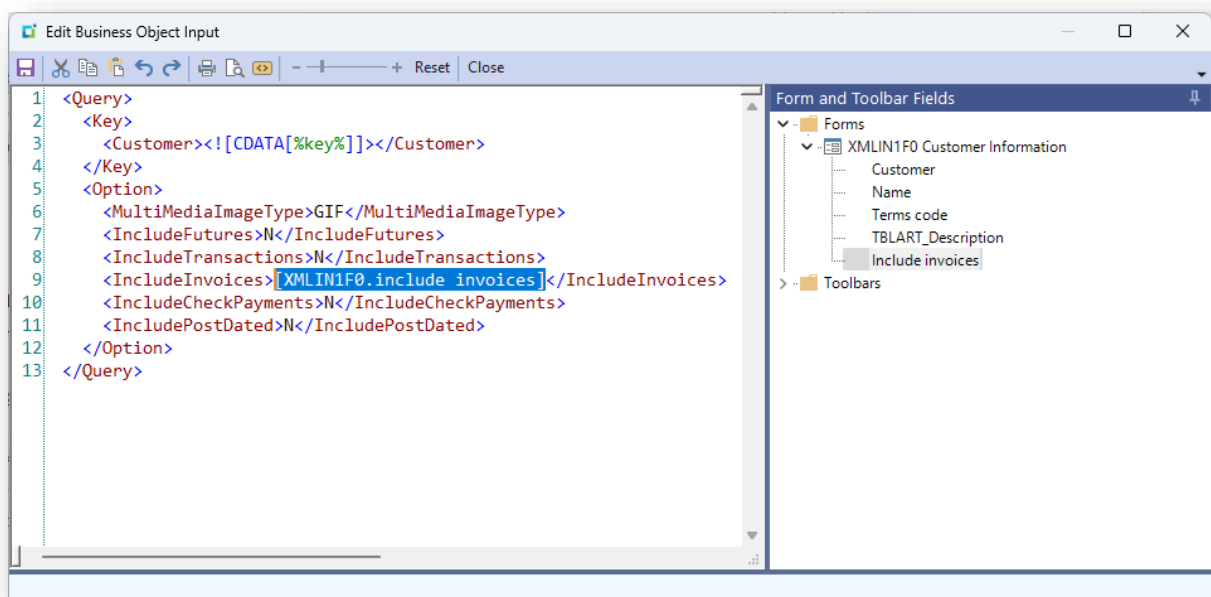 Edit Business Object Input
Reset Close
1 <Query>
2 <Key>
3 <Customer><![CDATA[%key%]]></Customer>
4 </Key>
5 <Option>
6 <MultiMediaImageType>GIF</MultiMediaImageType>
7 <IncludeFutures>N</IncludeFutures>
8 <IncludeTransactions>N</IncludeTransactions>
9 <IncludeInvoices>[XMLIN1F0.include invoices]</IncludeInvoices>
10 <IncludeCheckPayments>N</IncludeCheckPayments>
11 <IncludePostDated>N</IncludePostDated>
12 </Option>
13 </Query>
Form and Toolbar Fields
Forms
XMLIN1F0 Customer Information
Customer
Name
Terms code
TBLART_Description
Include invoices
Toolbars